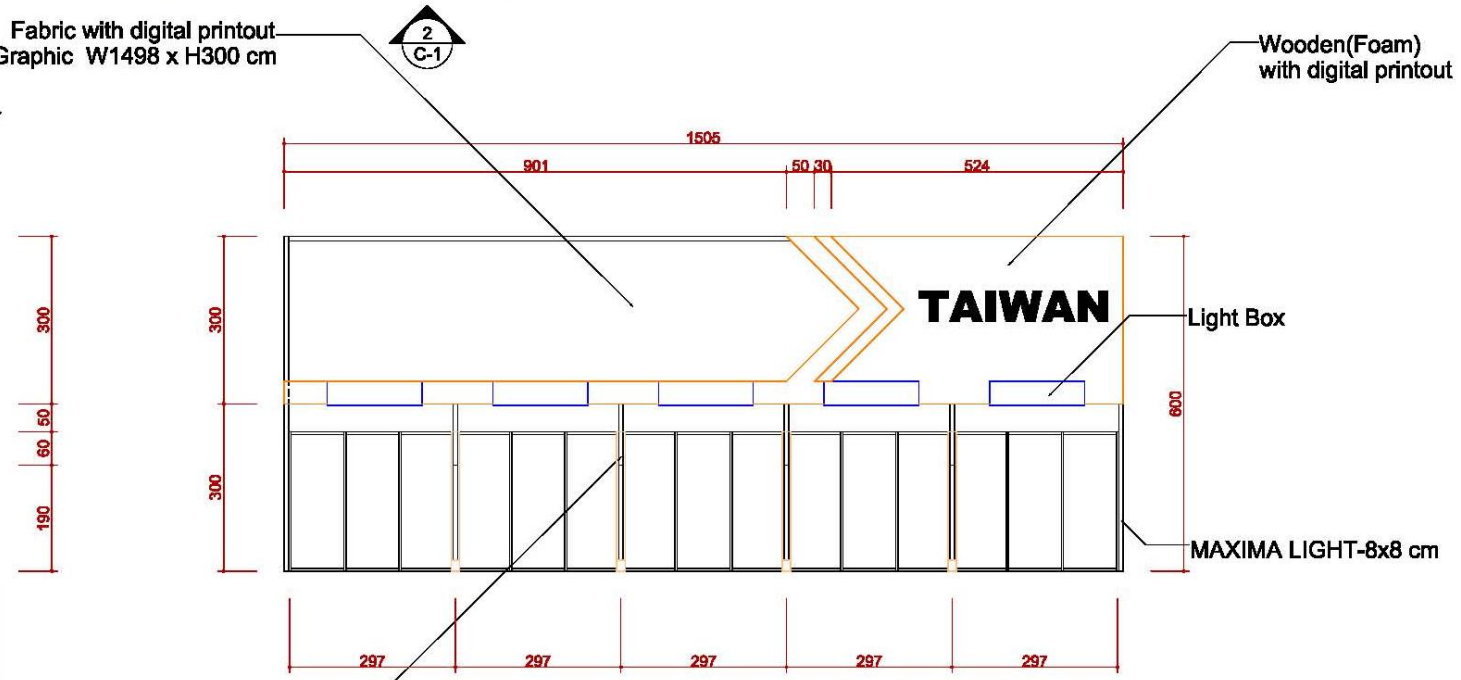 Fabric with digital printout
Graphic W1498 x H300 cm
2
C-1
Wooden(Foam)
with digital printout
1505
901
50
30
524
TAIWAN
Light Box
300
50
60
190
300
300
600
MAXIMA LIGHT-8x8 cm
297
297
297
297
297